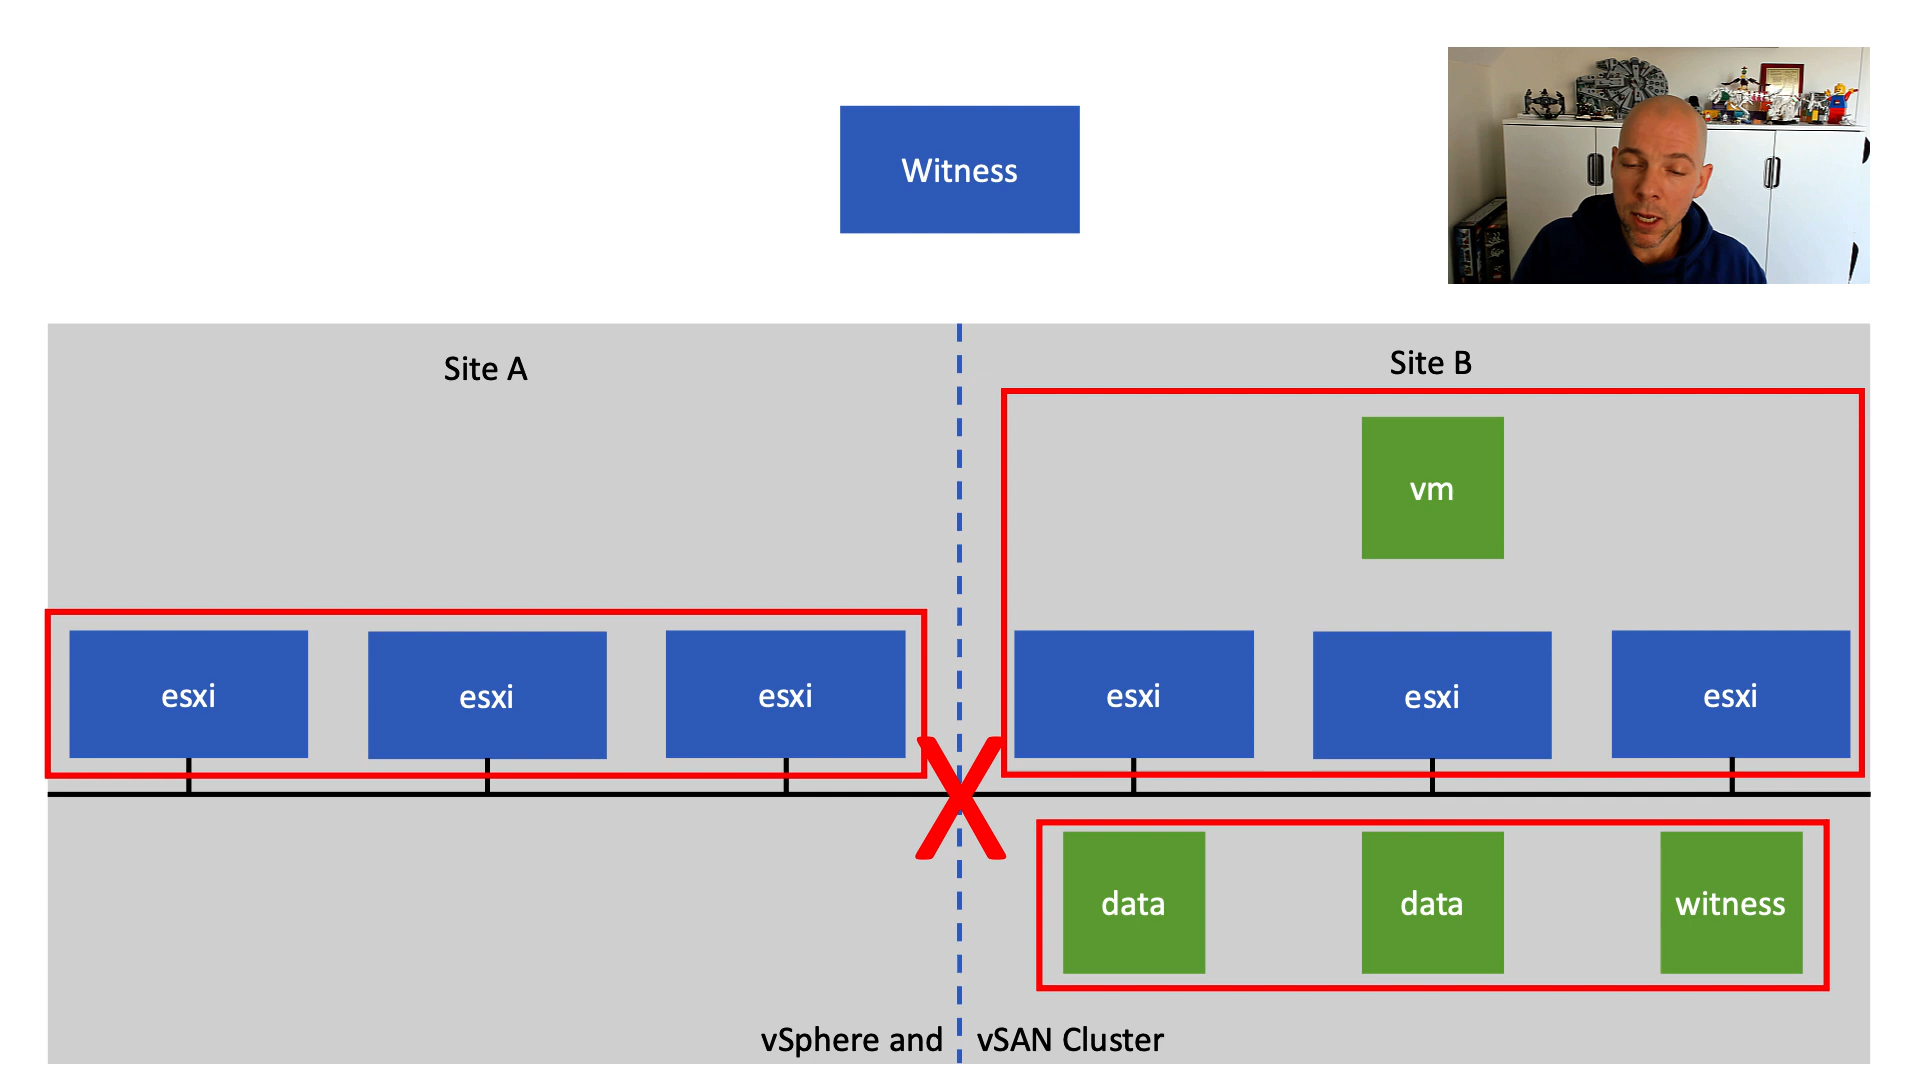 Witness
Site A
Site B
vm
esxi
esxi
esxi
esxi
esxi
esxi
X
data
data
witness
vSphere and vSAN Cluster